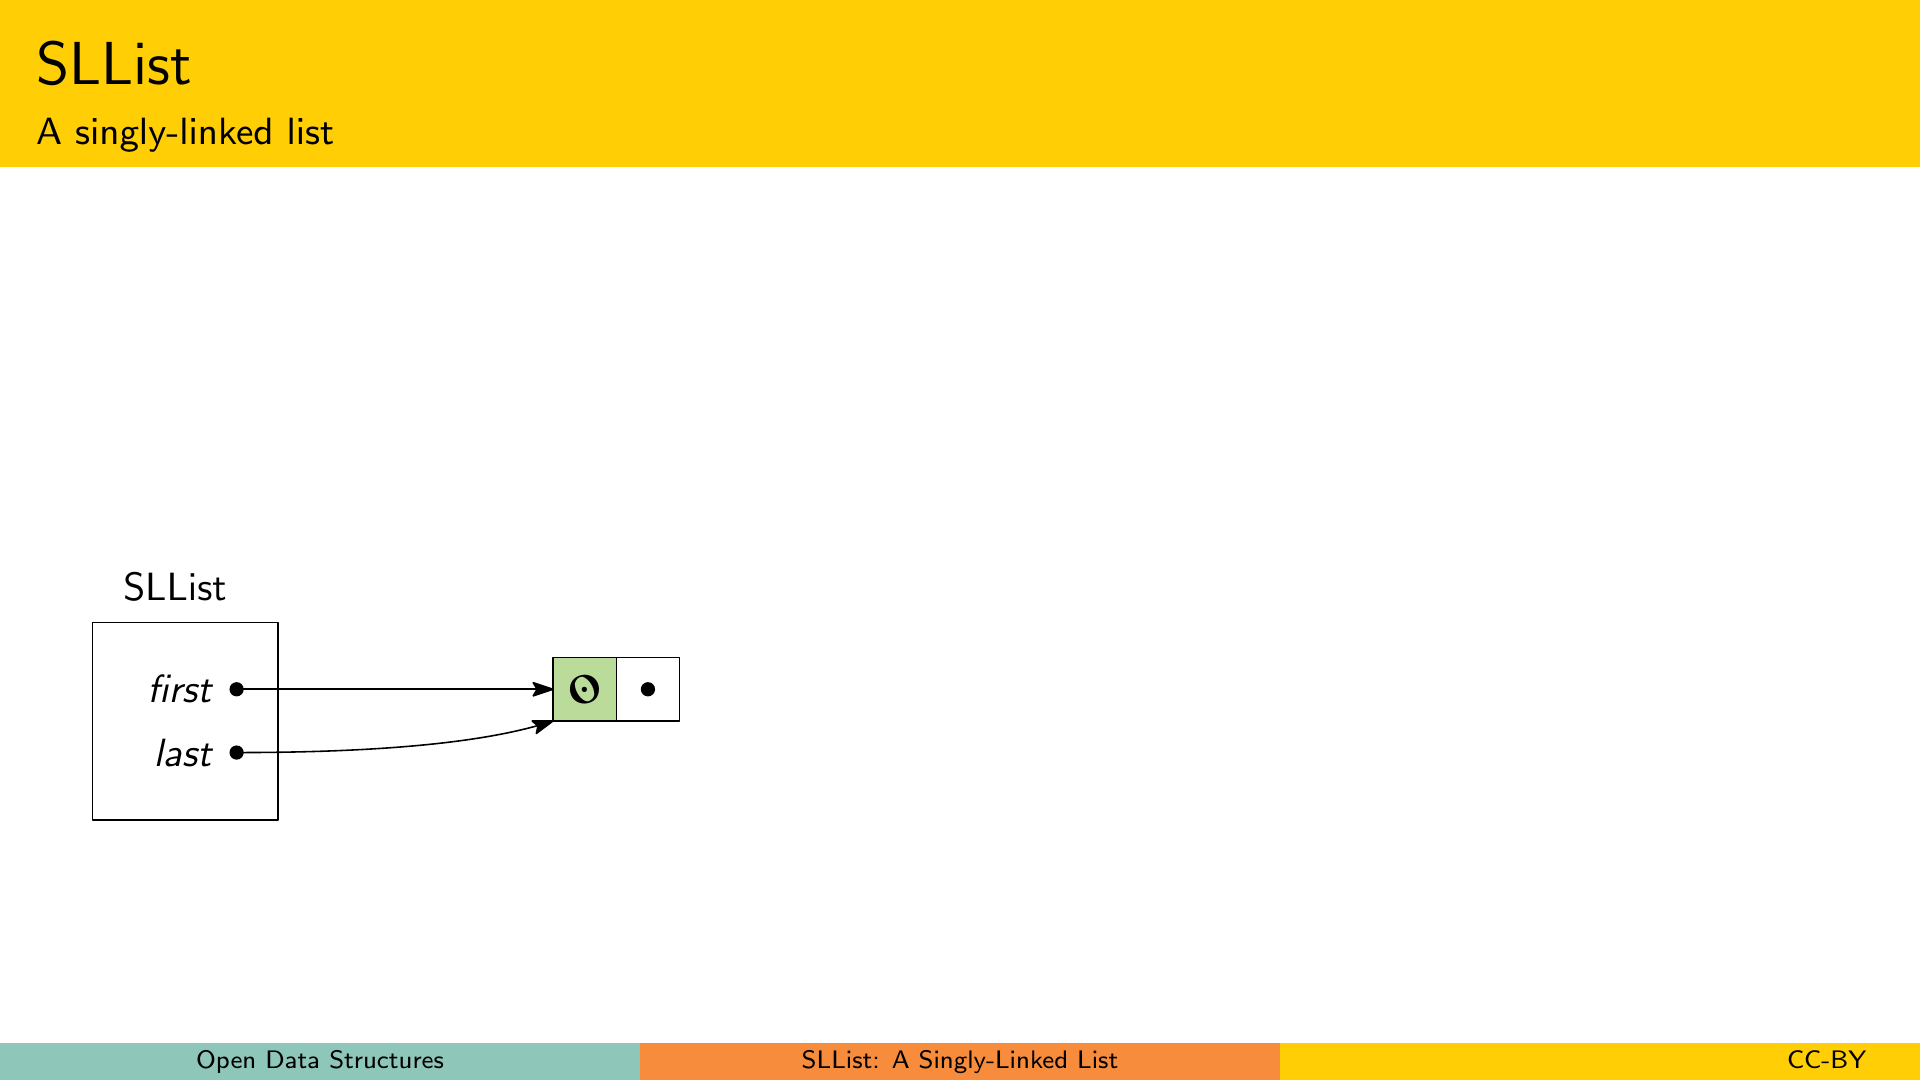 SLList
A singly-linked list
SLList
first
last
Open Data Structures
SLList: A Singly-Linked List
CC-BY